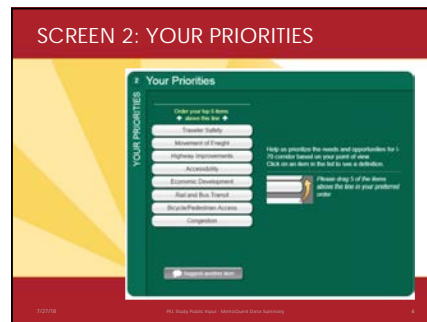 SCREEN 2: YOUR PRIORITIES
2 Your Priorities
YOUR PRIORITIES
Order your top 5 items
above this line
Traveler Safety
Movement of Freight
Highway Improvements
Accessibility
Economic Development
Rail and Bus Transit
Bicycle/Pedestrian Access
Congestion
Suggest another item
Help us prioritize the needs and opportunities for I-
70 corridor based on your point of view
Click on an item in the list to see a definition.
Please drag 5 of the items
above the line in your preferred
order
7/27/18
PEL Study Public Input - MetroQuest Data Summary